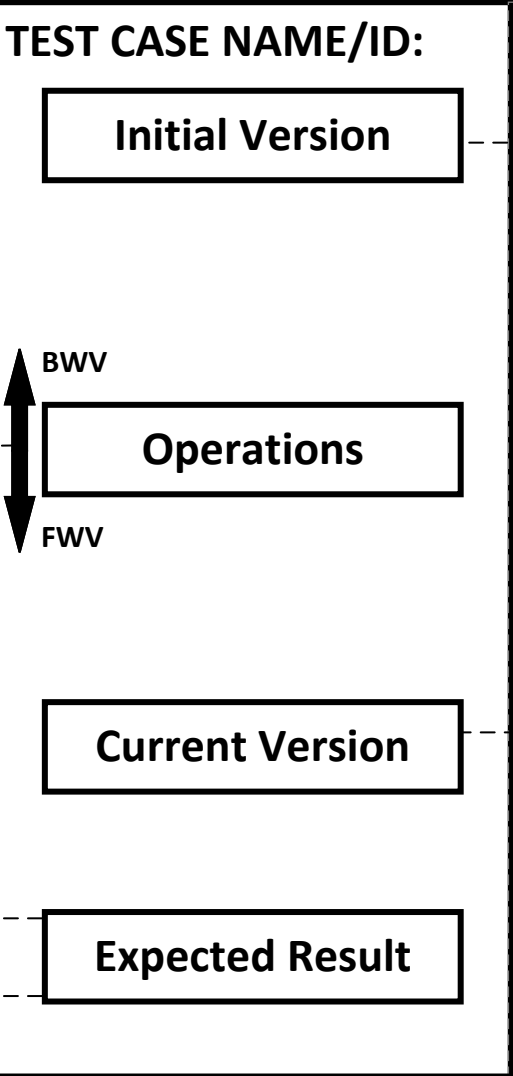 TEST CASE NAME/ID:
Initial Version
BWV
Operations
FWV
Current Version
Expected Result